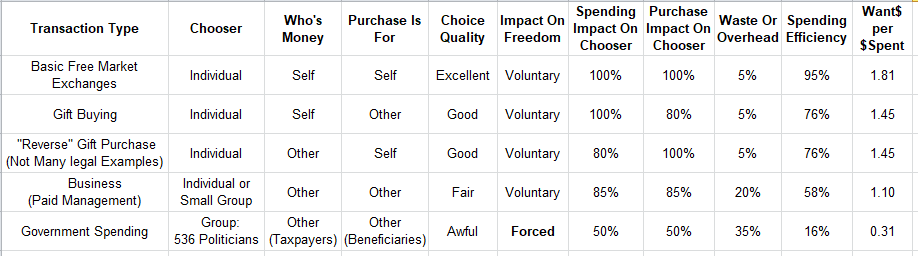 Transaction Type Chooser Who's Money Purchase Is For Choice Quality Impact On Freedom Spending Impact On Chooser Purchase Impact On Chooser Waste Or Overhead Spending Efficiency Want$ per $Spent
Basic Free Market Exchanges Individual Self Self Excellent Voluntary 100% 100% 5% 95% 1.81
Gift Buying Individual Self Other Good Voluntary 100% 80% 5% 76% 1.45
"Reverse" Gift Purchase (Not Many legal Examples) Individual Other Self Good Voluntary 80% 100% 5% 76% 1.45
Business (Paid Management) Individual or Small Group Other Other Fair Voluntary 85% 85% 20% 58% 1.10
Government Spending Group: 536 Politicians Other (Taxpayers) Other (Beneficiaries) Awful Forced 50% 50% 35% 16% 0.31